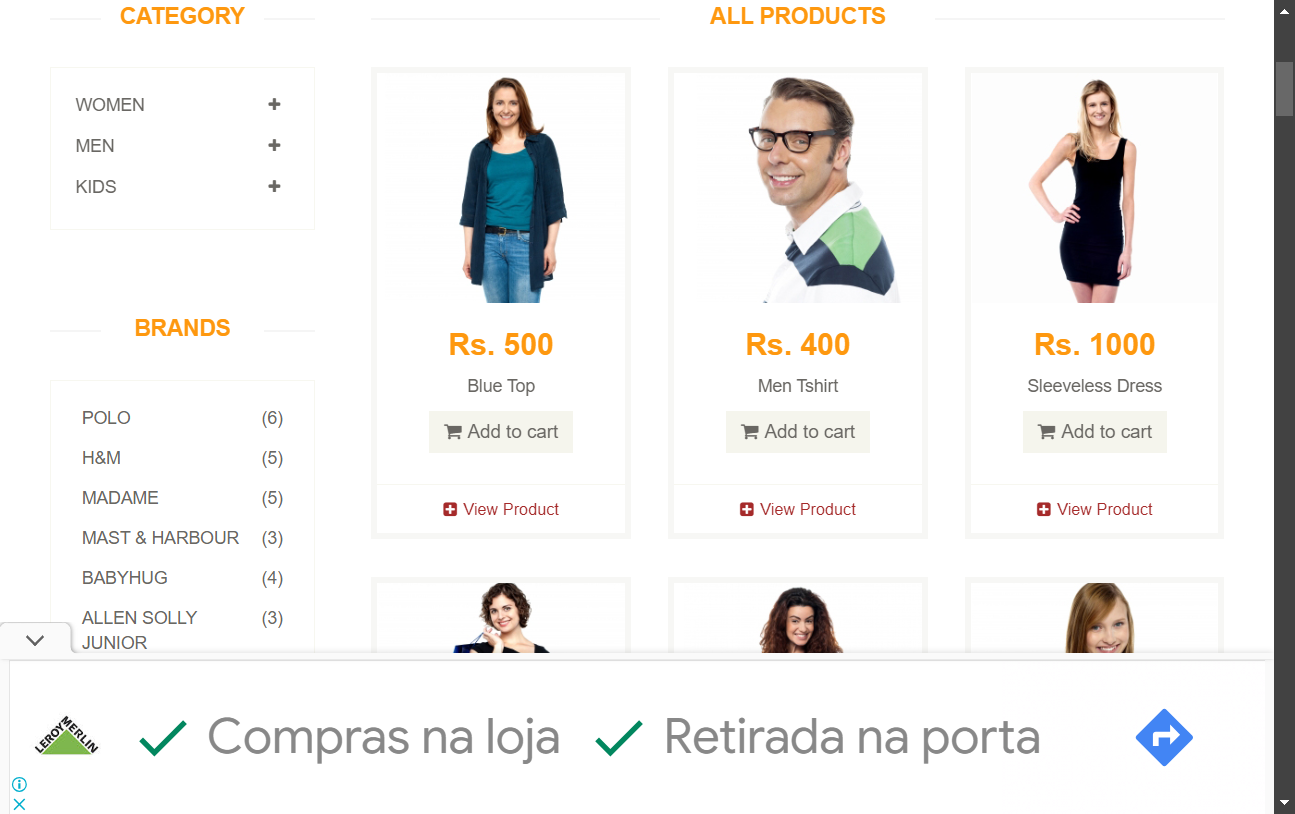 CATEGORY
WOMEN
MEN
KIDS
BRANDS
POLO (6)
H&M (5)
MADAME (5)
MAST & HARBOUR (3)
BABYHUG (4)
ALLEN SOLLY (3)
JUNIOR
ALL PRODUCTS
Rs. 500
Blue Top
Add to cart
View Product
Rs. 400
Men Tshirt
Add to cart
View Product
Rs. 1000
Sleeveless Dress
Add to cart
View Product
LEROY MERLIN
Compras na loja
Retirada na porta